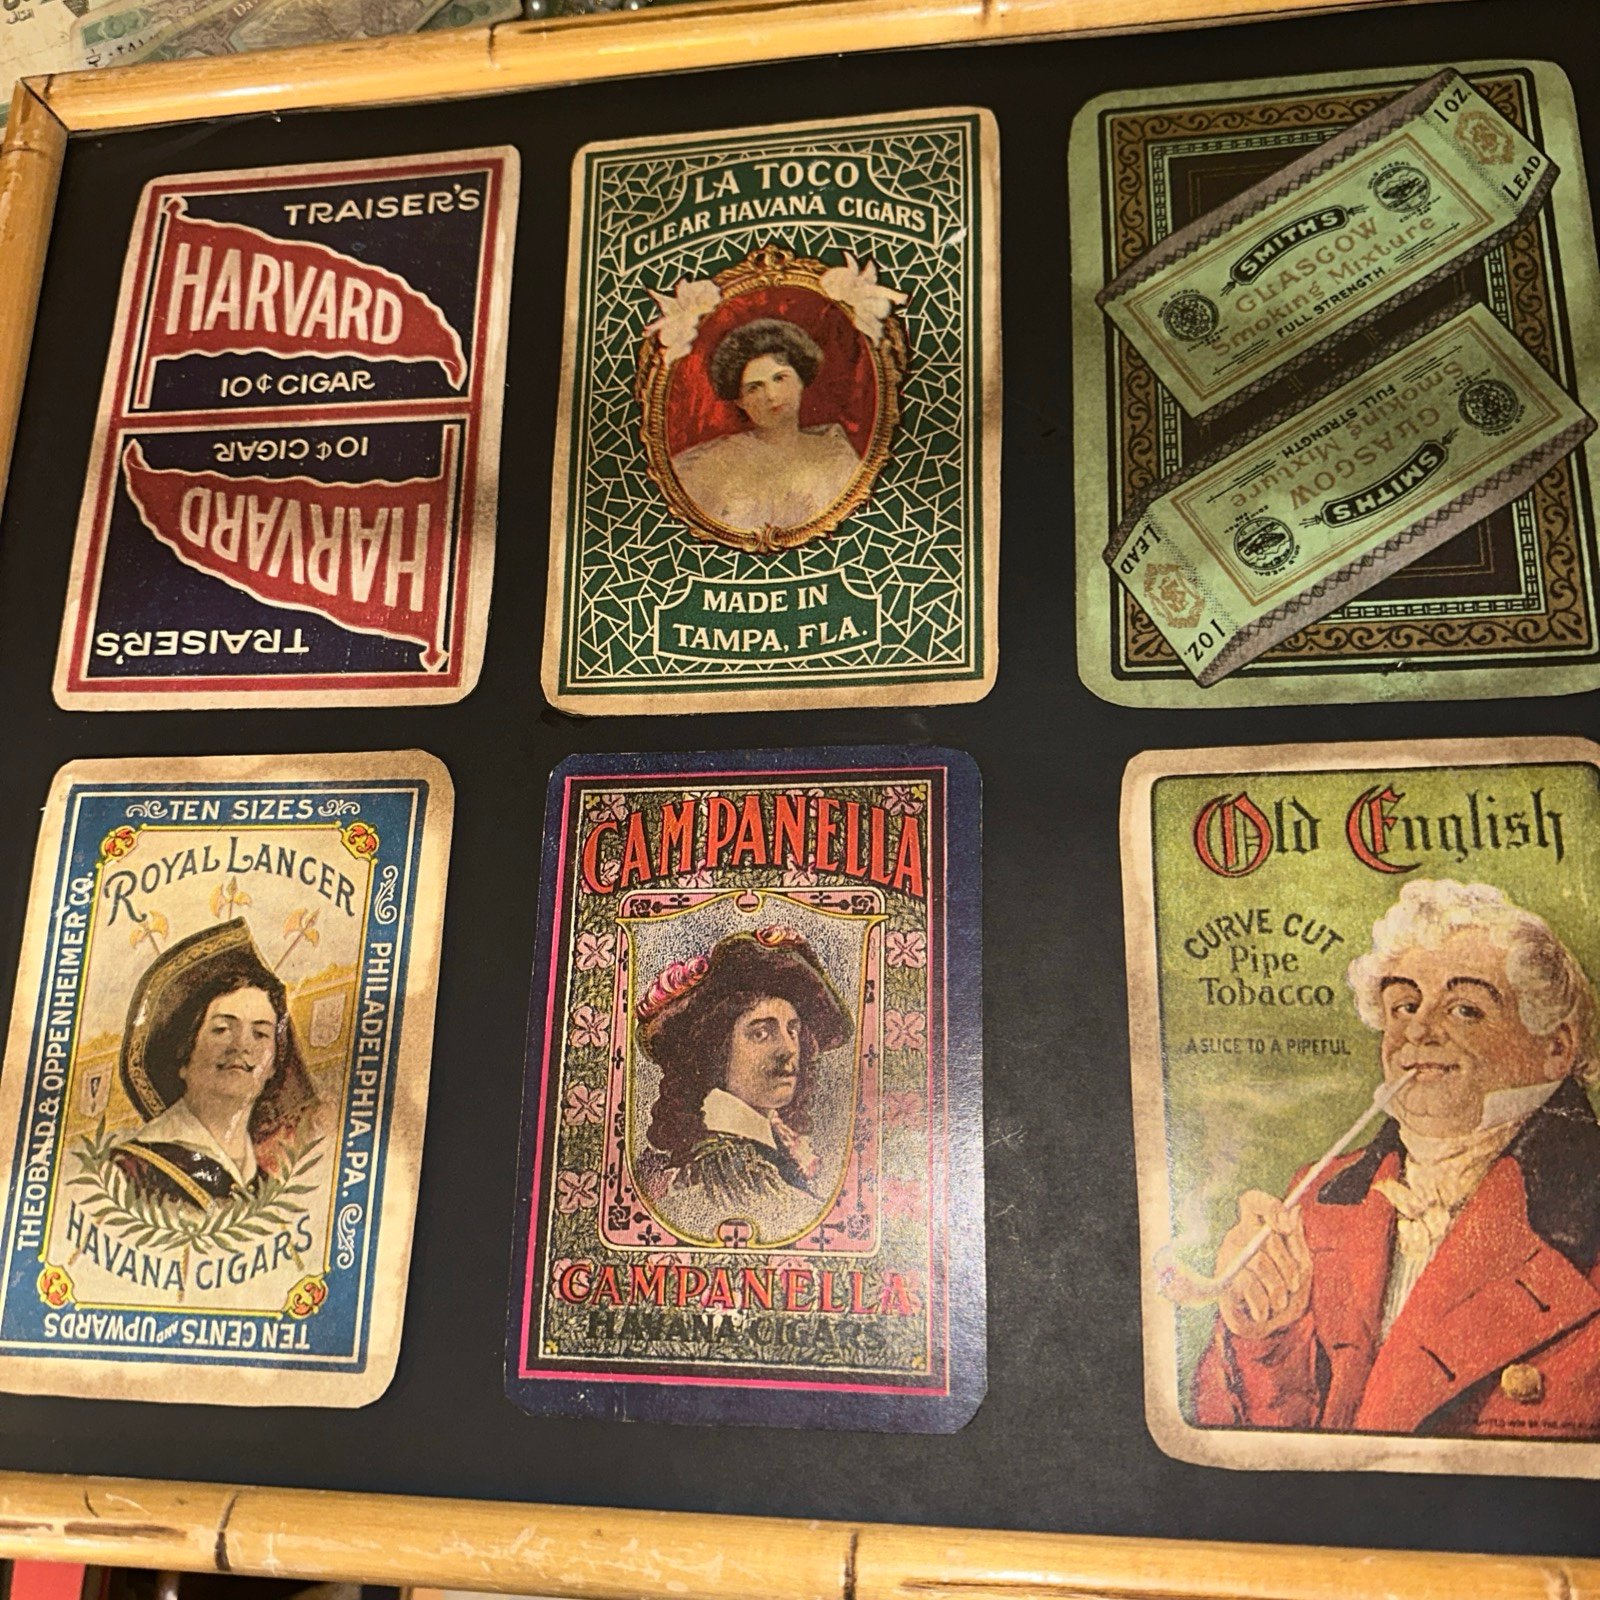 TRAISER'S
HARVARD
10¢ CIGAR
10¢ CIGAR
HARVARD
TRAISER'S
LA TOCO
CLEAR HAVANA CIGARS
MADE IN
TAMPA, FLA.
1 OZ.
LEAD
SMITH'S
GLASGOW
Smoking Mixture
FULL STRENGTH.
SMITH'S
GLASGOW
Smoking Mixture
FULL STRENGTH
LEAD
1 OZ.
TEN SIZES
ROYAL LANCER
THEOBALD & OPPENHEIMER CO.
PHILADELPHIA, PA.
HAVANA CIGARS
TEN CENTS AND UPWARDS
CAMPANELLA
CAMPANELLA
HAVANA CIGARS
Old English
CURVE CUT
Pipe
Tobacco
A SLICE TO A PIPEFUL